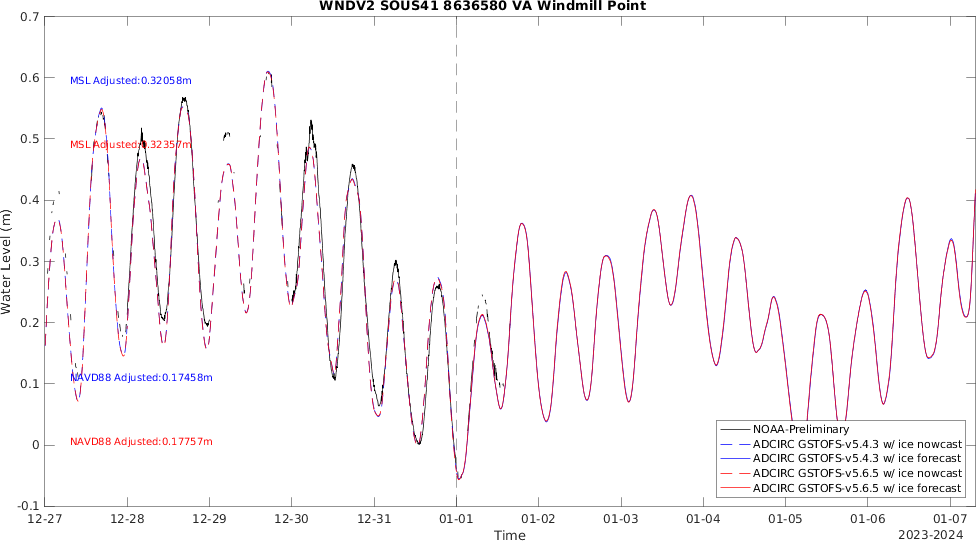 WNDV2 SOUS41 8636580 VA Windmill Point
0.7
0.6
0.5
0.4
0.3
0.2
0.1
0
-0.1
Water Level (m)
MSL Adjusted:0.32058m
MSL Adjusted:0.32357m
NAVD88 Adjusted:0.17458m
NAVD88 Adjusted:0.17757m
NOAA-Preliminary
ADCIRC GSTOFS-v5.4.3 w/ ice nowcast
ADCIRC GSTOFS-v5.4.3 w/ ice forecast
ADCIRC GSTOFS-v5.6.5 w/ ice nowcast
ADCIRC GSTOFS-v5.6.5 w/ ice forecast
12-27 12-28 12-29 12-30 12-31 01-01 01-02 01-03 01-04 01-05 01-06 01-07
Time
2023-2024